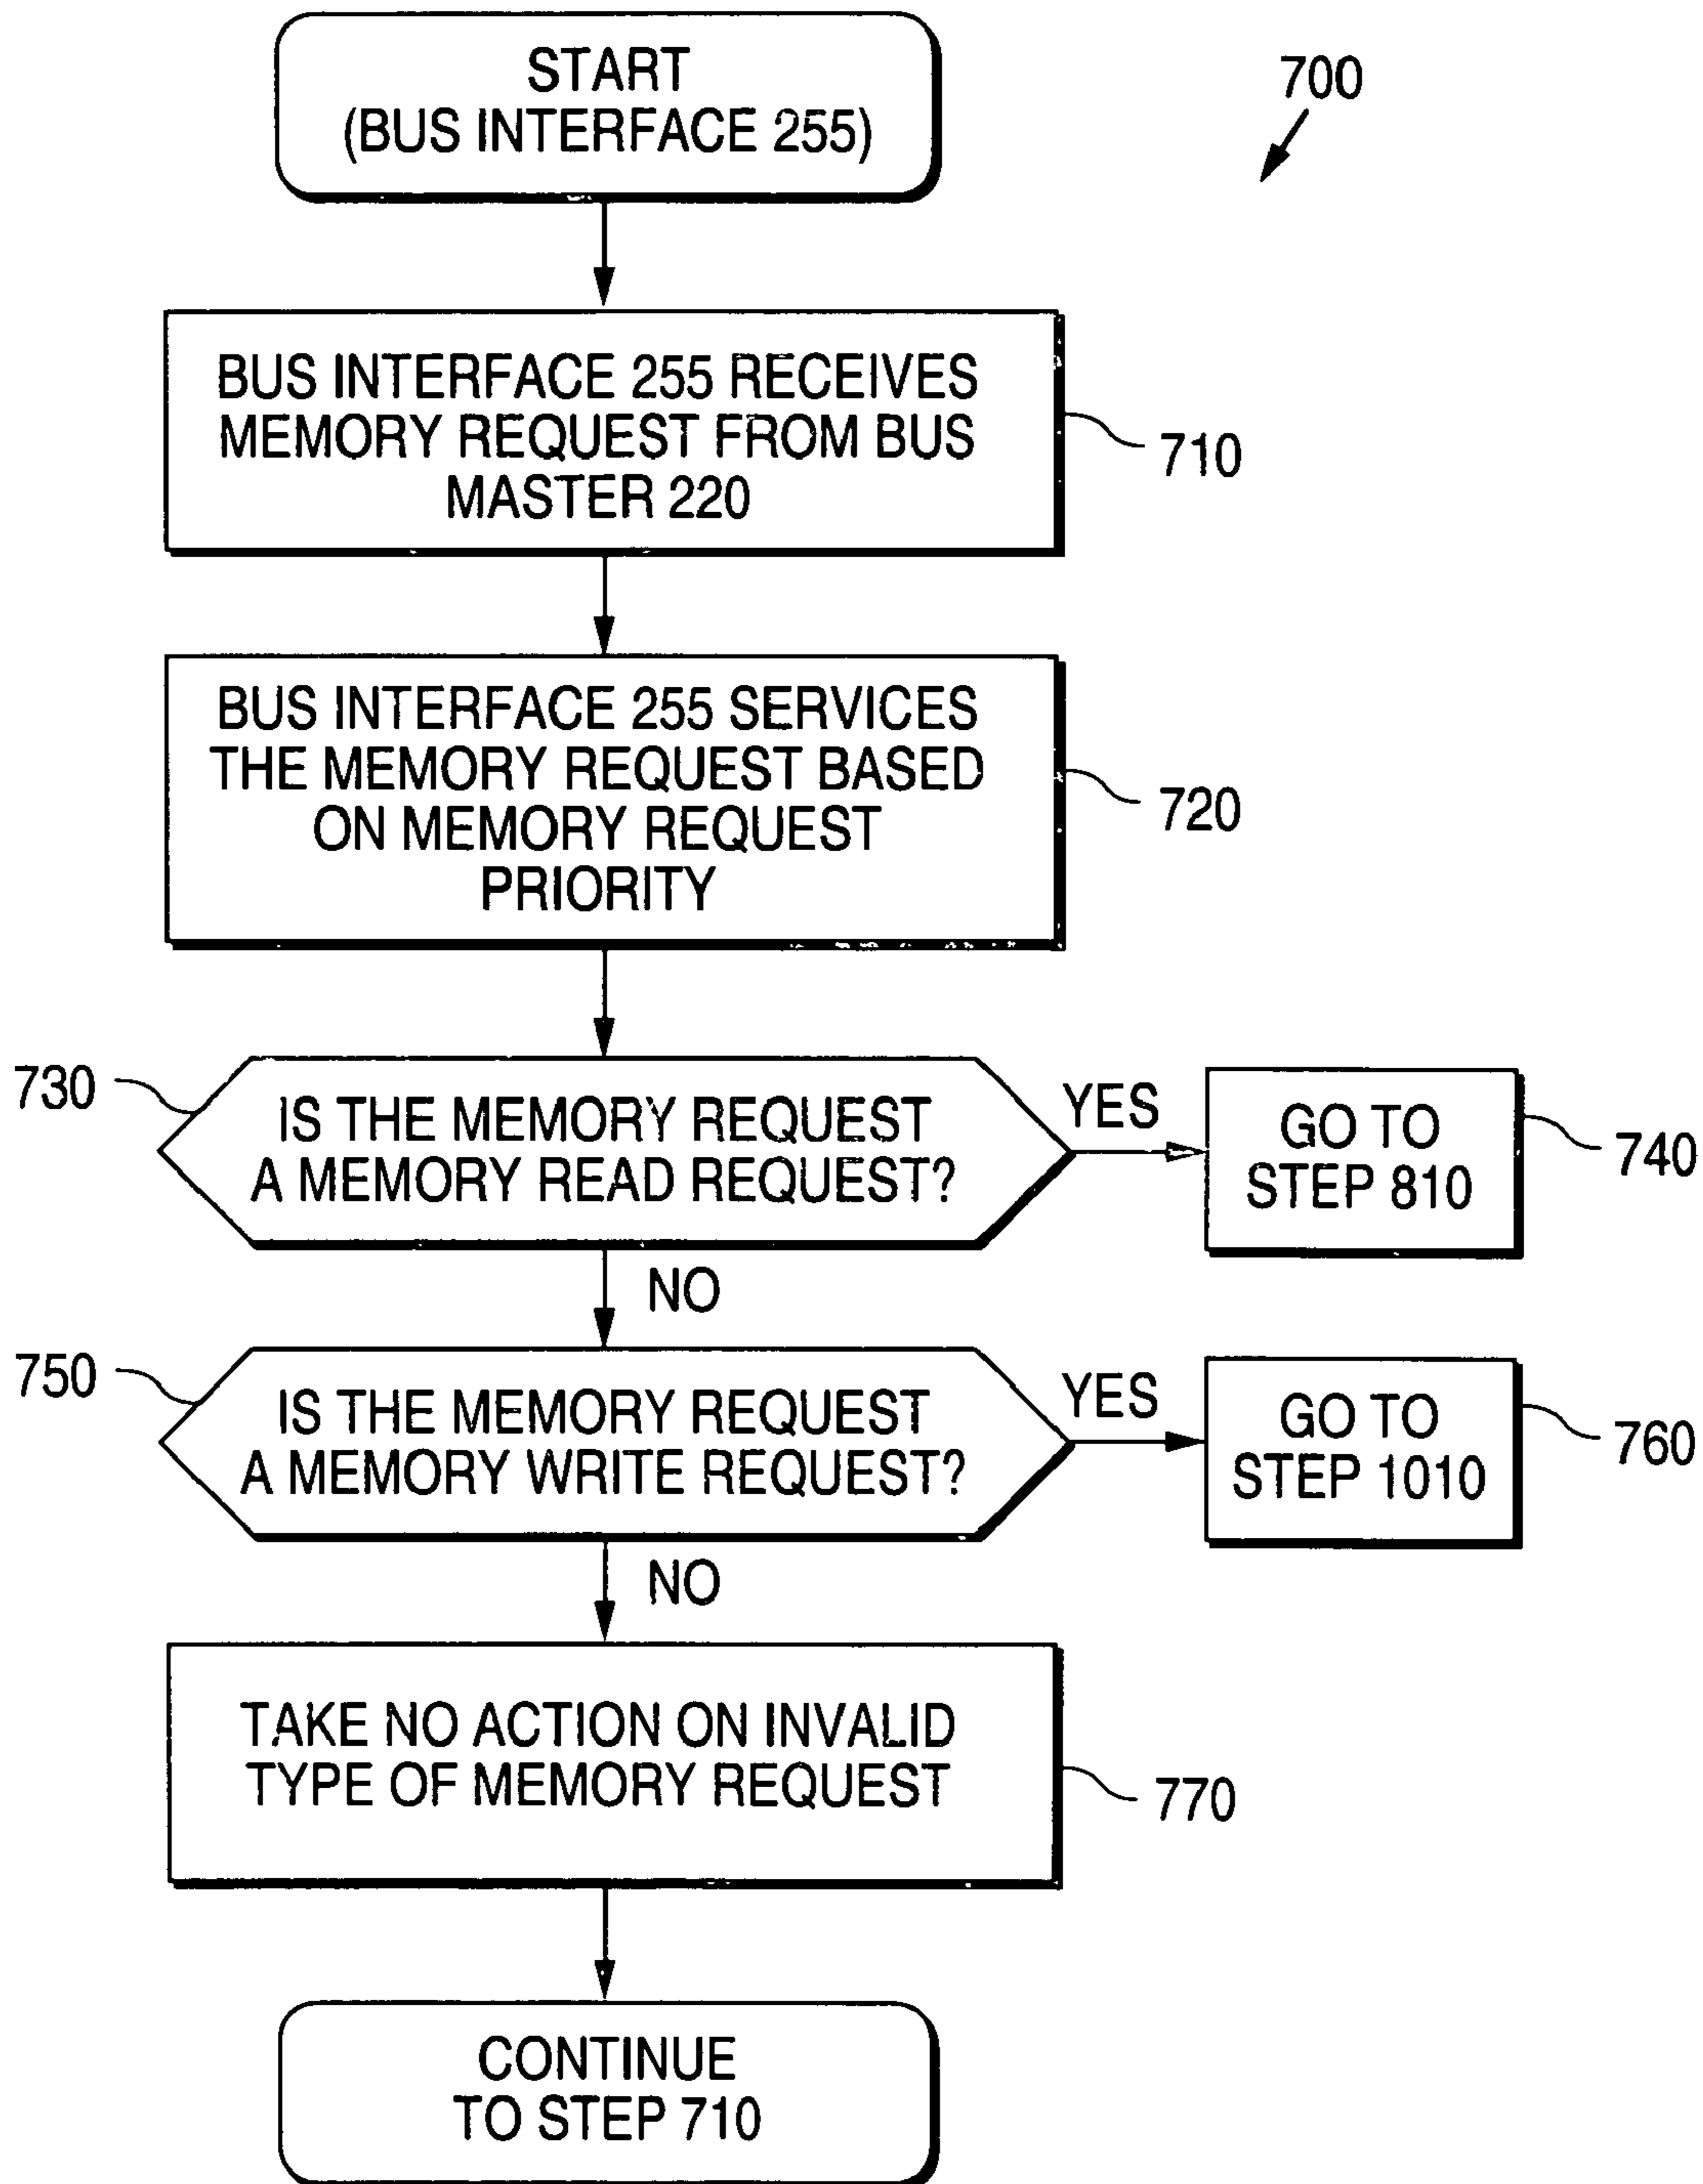 START
(BUS INTERFACE 255)
700
BUS INTERFACE 255 RECEIVES
MEMORY REQUEST FROM BUS
MASTER 220
710
BUS INTERFACE 255 SERVICES
THE MEMORY REQUEST BASED
ON MEMORY REQUEST
PRIORITY
720
730
IS THE MEMORY REQUEST
A MEMORY READ REQUEST?
YES
GO TO
STEP 810
740
NO
750
IS THE MEMORY REQUEST
A MEMORY WRITE REQUEST?
YES
GO TO
STEP 1010
760
NO
TAKE NO ACTION ON INVALID
TYPE OF MEMORY REQUEST
770
CONTINUE
TO STEP 710